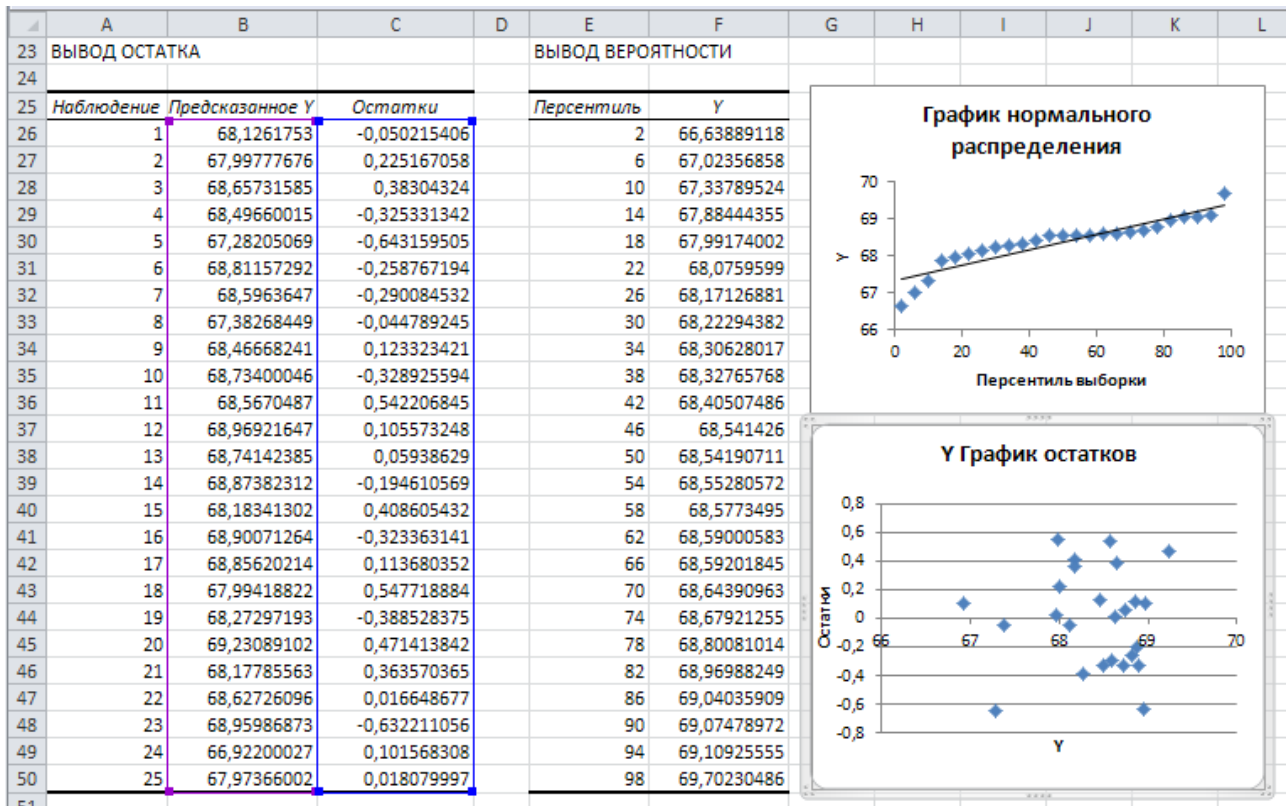 A B C D E F G H I J K L
23 ВЫВОД ОСТАТКА ВЫВОД ВЕРОЯТНОСТИ
24
25 Наблюдение Предсказанное Y Остатки Персентиль Y
26 1 68,1261753 -0,050215406 2 66,63889118
27 2 67,99777676 0,225167058 6 67,02356858
28 3 68,65731585 0,38304324 10 67,33789524
29 4 68,49660015 -0,325331342 14 67,88444355
30 5 67,28205069 -0,643159505 18 67,99174002
31 6 68,81157292 -0,258767194 22 68,0759599
32 7 68,5963647 -0,290084532 26 68,17126881
33 8 67,38268449 -0,044789245 30 68,22294382
34 9 68,46668241 0,123323421 34 68,30628017
35 10 68,73400046 -0,328925594 38 68,32765768
36 11 68,5670487 0,542206845 42 68,40507486
37 12 68,96921647 0,105573248 46 68,541426
38 13 68,74142385 0,05938629 50 68,54190711
39 14 68,87382312 -0,194610569 54 68,55280572
40 15 68,18341302 0,408605432 58 68,5773495
41 16 68,90071264 -0,323363141 62 68,59000583
42 17 68,85620214 0,113680352 66 68,59201845
43 18 67,99418822 0,547718884 70 68,64390963
44 19 68,27297193 -0,388528375 74 68,67921255
45 20 69,23089102 0,471413842 78 68,80081014
46 21 68,17785563 0,363570365 82 68,96988249
47 22 68,62726096 0,016648677 86 69,04035909
48 23 68,95986873 -0,632211056 90 69,07478972
49 24 66,92200027 0,101568308 94 69,10925555
50 25 67,97366002 0,018079997 98 69,70230486
График нормального
распределения
70
69
68
67
66
Y
0 20 40 60 80 100
Персентиль выборки
Y График остатков
0,8
0,6
0,4
0,2
0
-0,2
-0,4
-0,6
-0,8
Остатки
66 67 68 69 70
Y